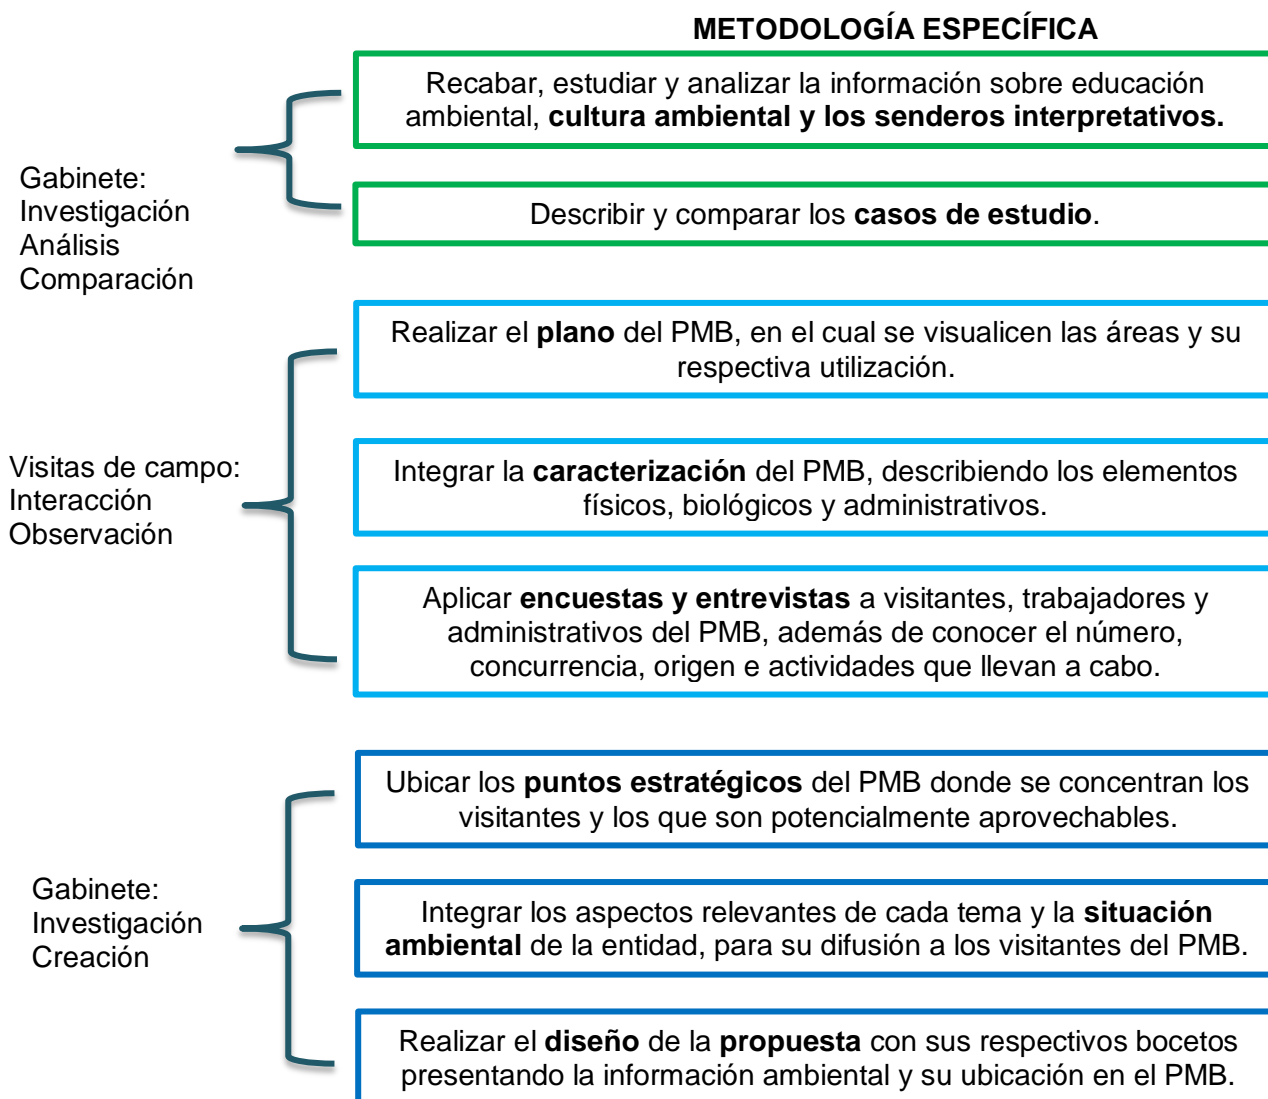 METODOLOGÍA ESPECÍFICA
Gabinete:
Investigación
Análisis
Comparación
Recabar, estudiar y analizar la información sobre educación
ambiental, cultura ambiental y los senderos interpretativos.
Describir y comparar los casos de estudio.
Visitas de campo:
Interacción
Observación
Realizar el plano del PMB, en el cual se visualicen las áreas y su
respectiva utilización.
Integrar la caracterización del PMB, describiendo los elementos
físicos, biológicos y administrativos.
Aplicar encuestas y entrevistas a visitantes, trabajadores y
administrativos del PMB, además de conocer el número,
concurrencia, origen e actividades que llevan a cabo.
Gabinete:
Investigación
Creación
Ubicar los puntos estratégicos del PMB donde se concentran los
visitantes y los que son potencialmente aprovechables.
Integrar los aspectos relevantes de cada tema y la situación
ambiental de la entidad, para su difusión a los visitantes del PMB.
Realizar el diseño de la propuesta con sus respectivos bocetos
presentando la información ambiental y su ubicación en el PMB.